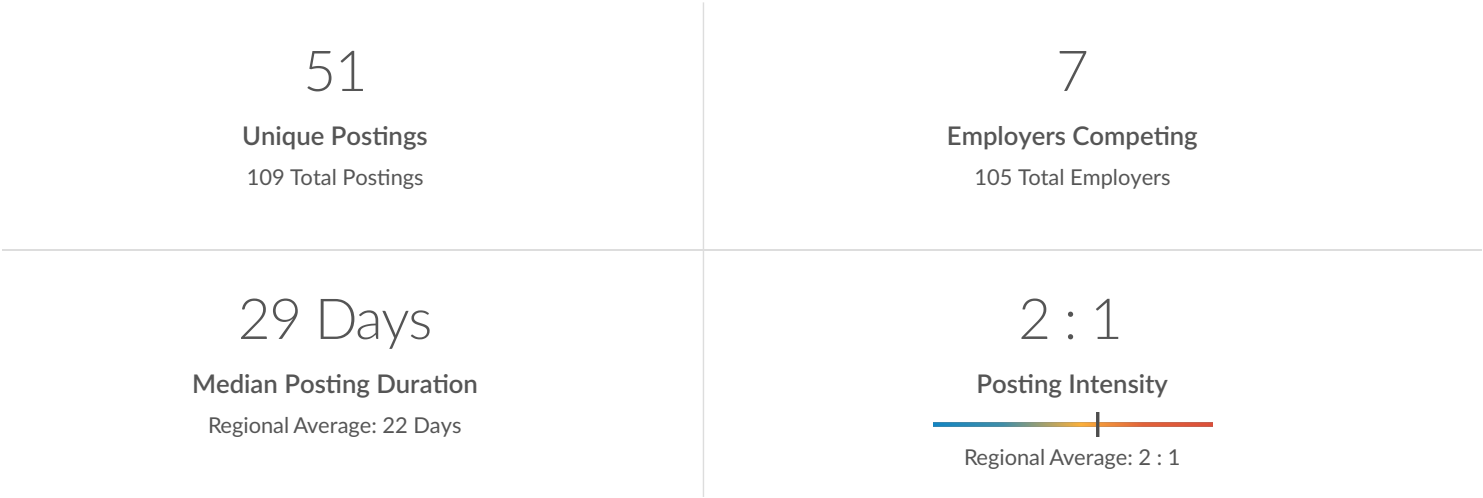 51
Unique Postings
109 Total Postings
7
Employers Competing
105 Total Employers
29 Days
Median Posting Duration
Regional Average: 22 Days
2 : 1
Posting Intensity
Regional Average: 2 : 1